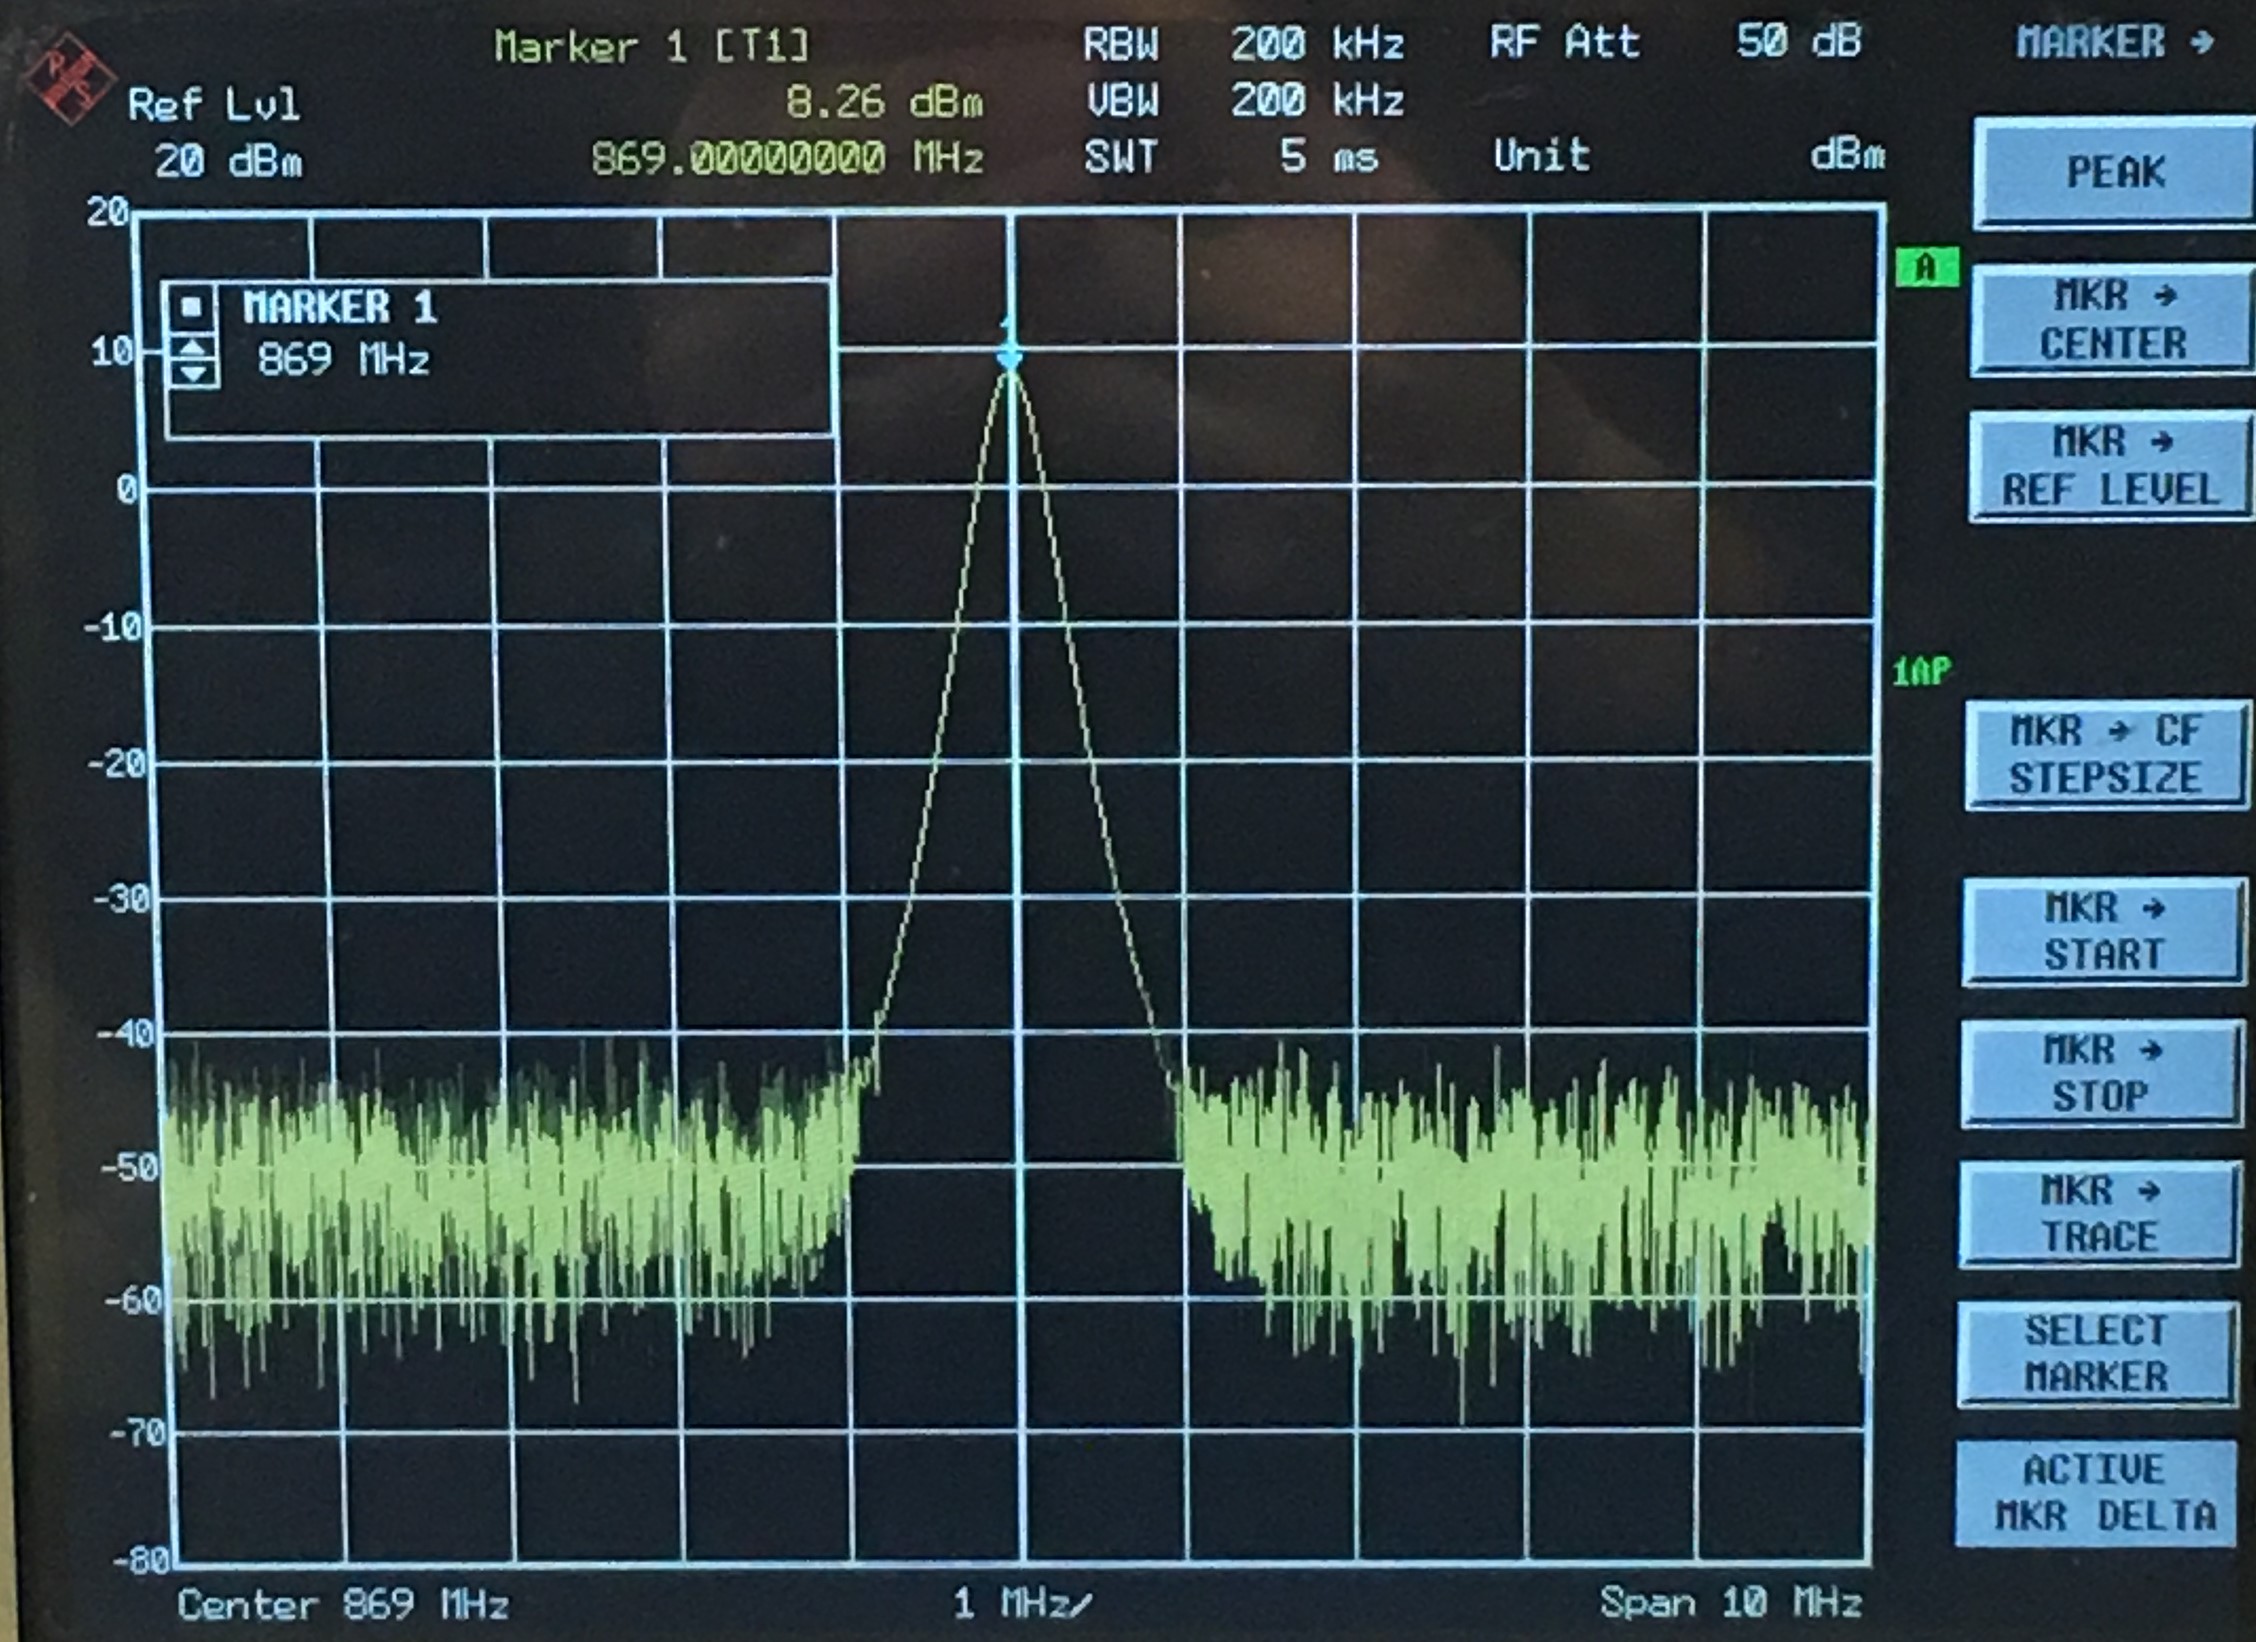 Marker 1 [T1]
RBW 200 kHz
RF Att 50 dB
Ref Lvl
8.26 dBm
VBW 200 kHz
20 dBm
869.00000000 MHz
SWT 5 ms
Unit dBm
MARKER 1
869 MHz
20
10
0
-10
-20
-30
-40
-50
-60
-70
-80
1
A
1AP
Center 869 MHz
1 MHz/
Span 10 MHz
MARKER →
PEAK
MKR →
CENTER
MKR →
REF LEVEL
MKR → CF
STEPSIZE
MKR →
START
MKR →
STOP
MKR →
TRACE
SELECT
MARKER
ACTIVE
MKR DELTA